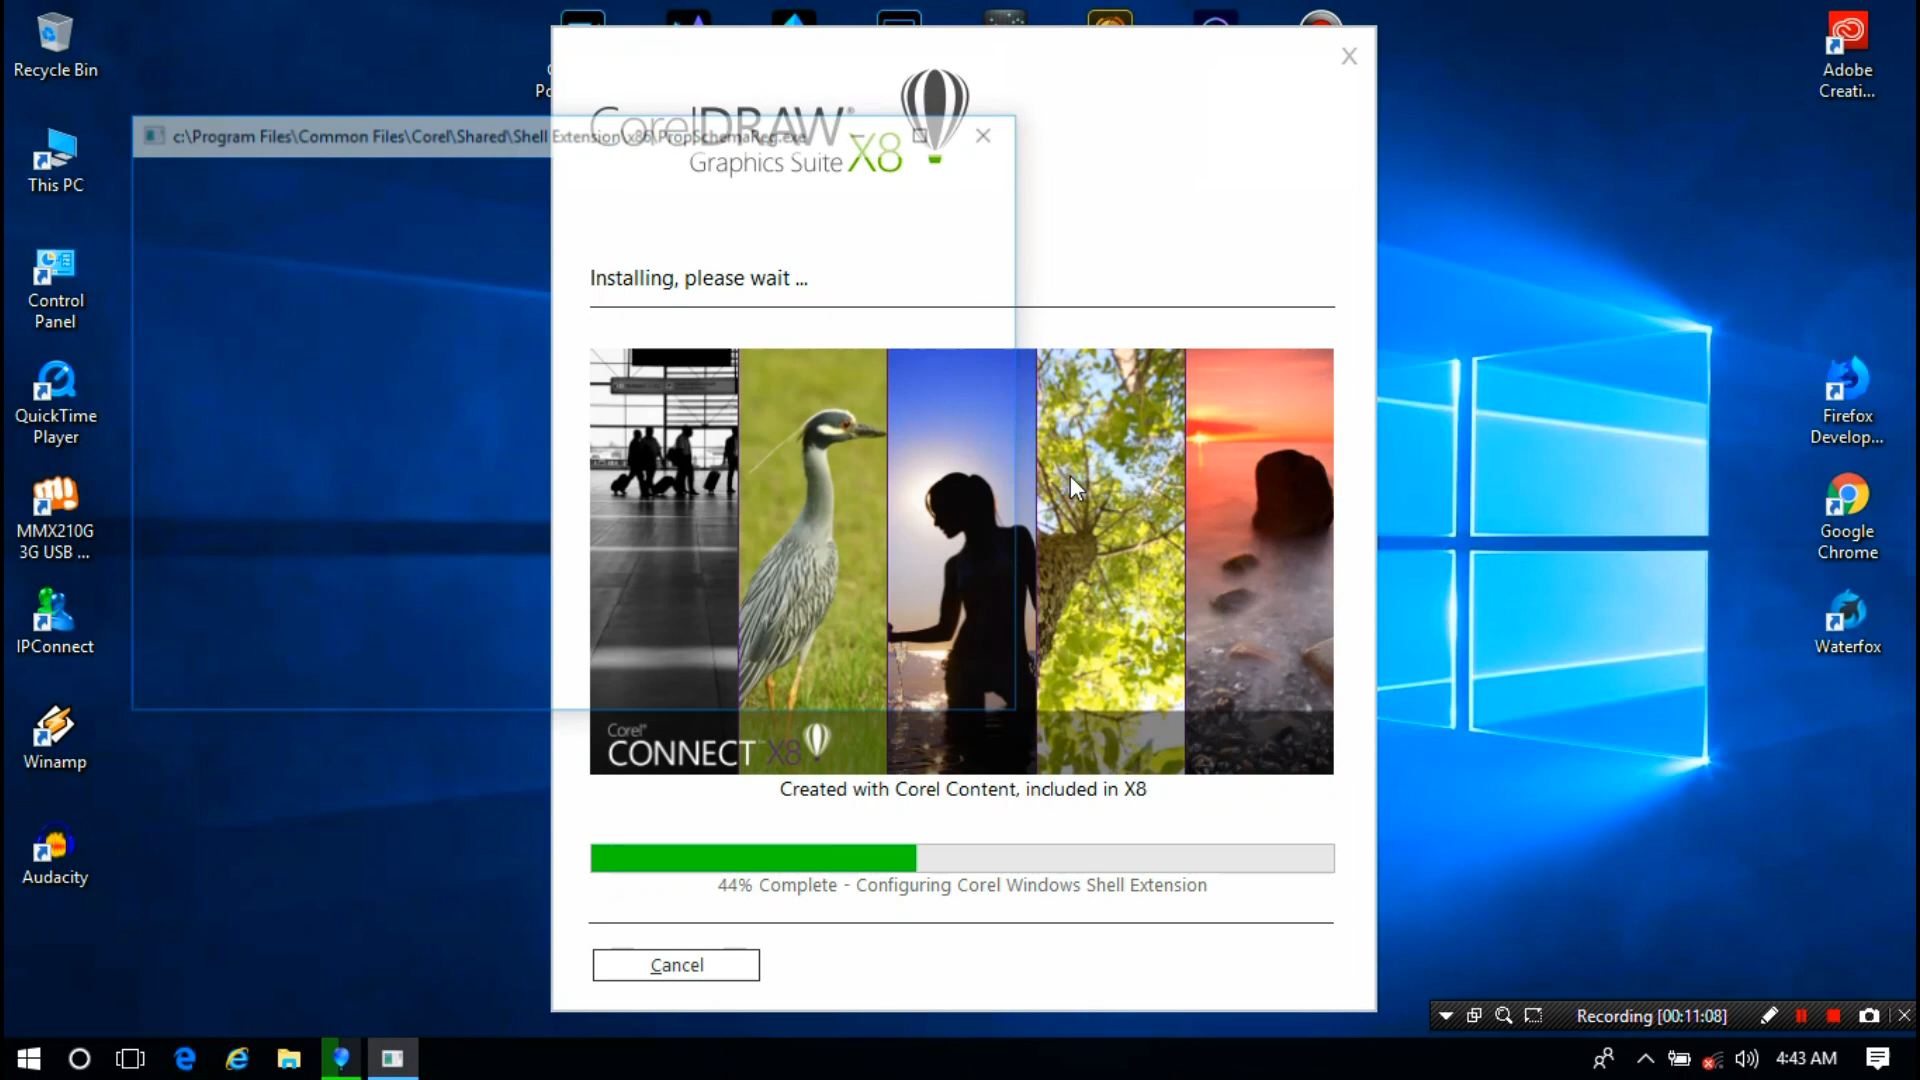 Recycle Bin
This PC
Control
Panel
QuickTime
Player
MMX210G
3G USB ...
IPConnect
Winamp
Audacity
c:\Program Files\Common Files\Corel\Shared\Shell Extension\x86\PropSchemaReg.exe
X
CorelDRAW®
Graphics Suite X8
Installing, please wait ...
Corel®
CONNECT™ X8
Created with Corel Content, included in X8
44% Complete - Configuring Corel Windows Shell Extension
Cancel
Adobe
Creati...
Firefox
Develop...
Google
Chrome
Waterfox
Recording [00:11:08]
4:43 AM